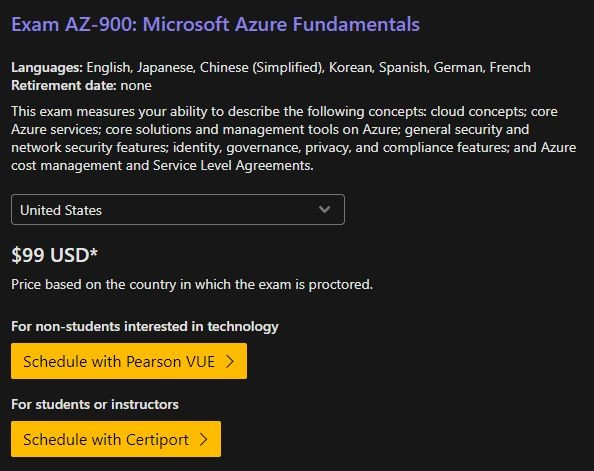 Exam AZ-900: Microsoft Azure Fundamentals
Languages: English, Japanese, Chinese (Simplified), Korean, Spanish, German, French
Retirement date: none
This exam measures your ability to describe the following concepts: cloud concepts; core
Azure services; core solutions and management tools on Azure; general security and
network security features; identity, governance, privacy, and compliance features; and Azure
cost management and Service Level Agreements.
United States
$99 USD*
Price based on the country in which the exam is proctored.
For non-students interested in technology
Schedule with Pearson VUE >
For students or instructors
Schedule with Certiport >